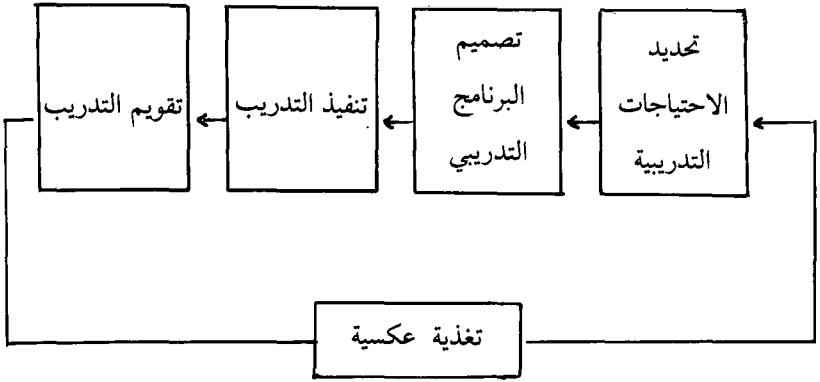 تحديد
الاحتياجات
التدريبية
تصميم
البرنامج
التدريبي
تنفيذ التدريب
تقويم التدريب
تغذية عكسية